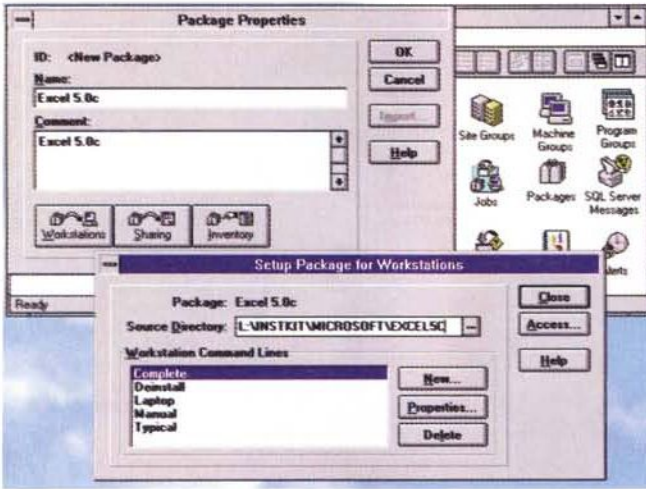 Package Properties
ID: <New Package>
Name:
Excel 5.0c
Comment:
Excel 5.0c
OK
Cancel
Import...
Help
Workstations
Sharing
Inventory
Site Groups
Machine Groups
Program Groups
Jobs
Packages
SQL Server Messages
Alerts
Ready
Setup Package for Workstations
Package: Excel 5.0c
Source Directory: L:\INSTKIT\MICROSOFT\EXCEL5C
...
Workstation Command Lines
Complete
Deinstall
Laptop
Manual
Typical
New...
Properties...
Delete
Close
Access...
Help